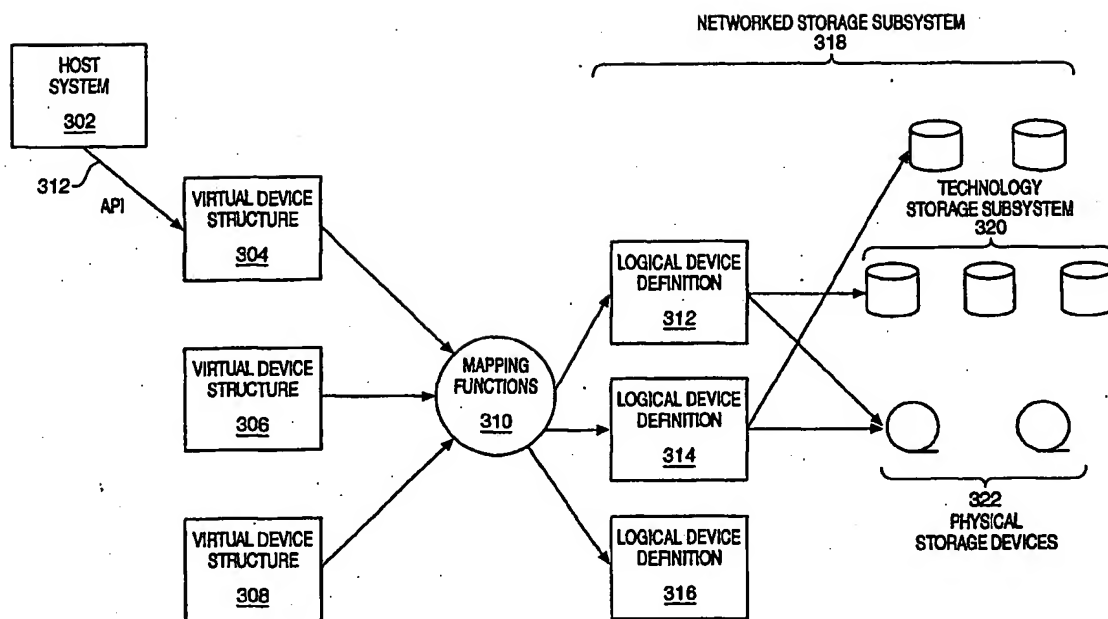 NETWORKED STORAGE SUBSYSTEM
318
HOST
SYSTEM
302
312
API
VIRTUAL DEVICE
STRUCTURE
304
TECHNOLOGY
STORAGE SUBSYSTEM
320
LOGICAL DEVICE
DEFINITION
312
VIRTUAL DEVICE
STRUCTURE
306
MAPPING
FUNCTIONS
310
LOGICAL DEVICE
DEFINITION
314
322
PHYSICAL
STORAGE DEVICES
VIRTUAL DEVICE
STRUCTURE
308
LOGICAL DEVICE
DEFINITION
316